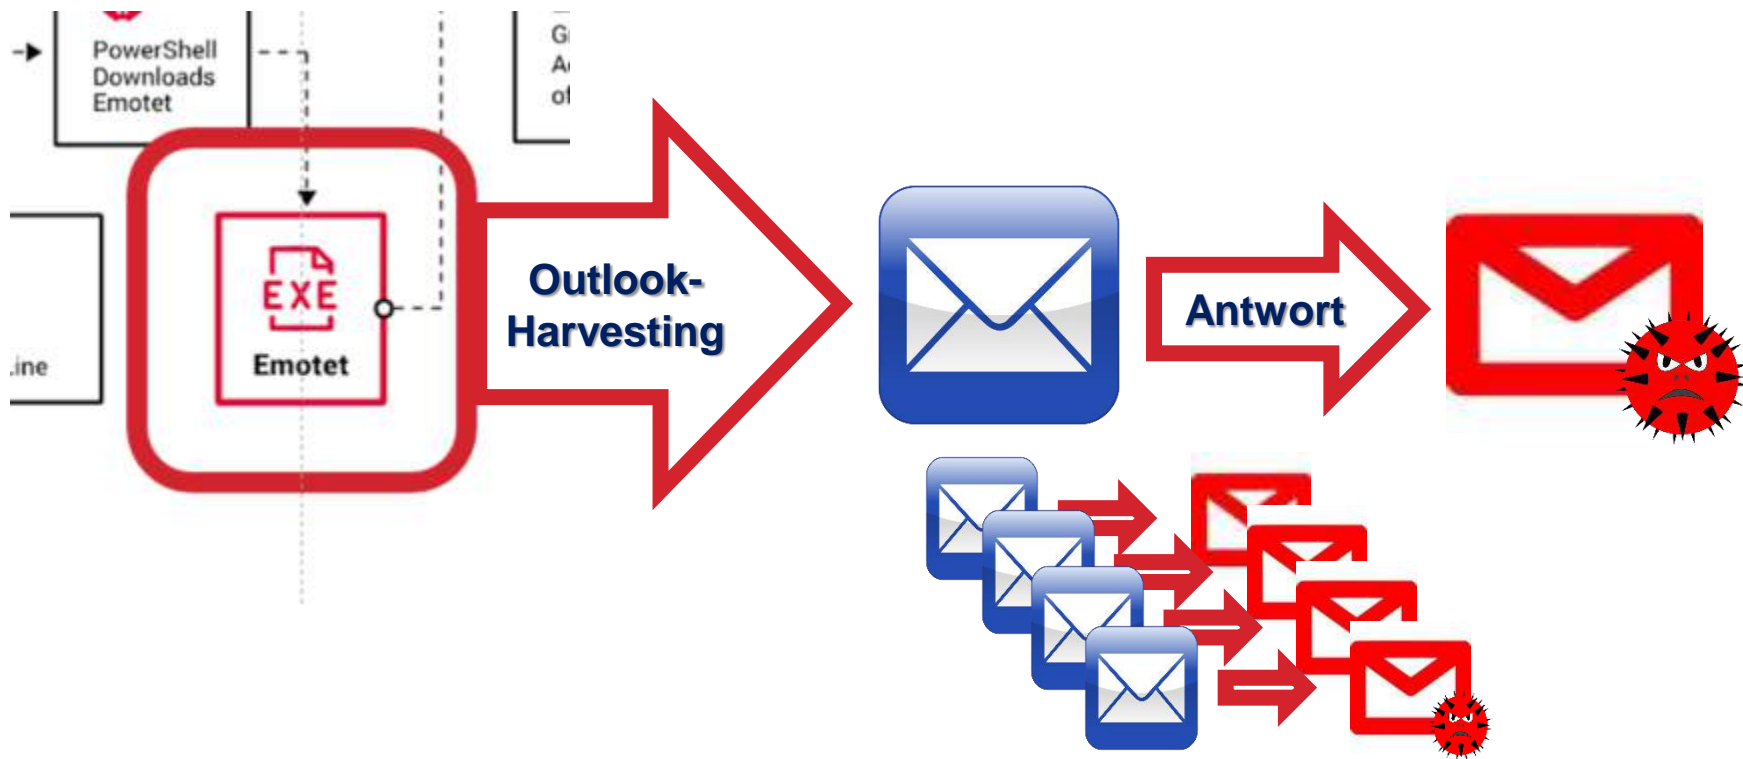 PowerShell
Downloads
Emotet
EXE
Emotet
Outlook-
Harvesting
Antwort